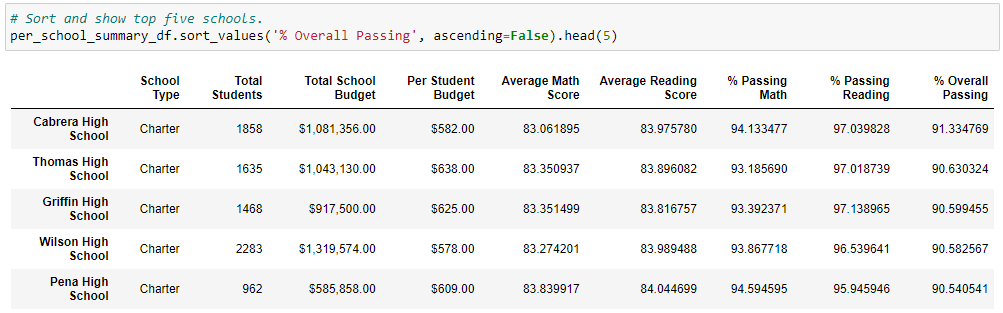 # Sort and show top five schools.
per_school_summary_df.sort_values('% Overall Passing', ascending=False).head(5)
School Type Total Students Total School Budget Per Student Budget Average Math Score Average Reading Score % Passing Math % Passing Reading % Overall Passing
Cabrera High School Charter 1858 $1,081,356.00 $582.00 83.061895 83.975780 94.133477 97.039828 91.334769
Thomas High School Charter 1635 $1,043,130.00 $638.00 83.350937 83.896082 93.185690 97.018739 90.630324
Griffin High School Charter 1468 $917,500.00 $625.00 83.351499 83.816757 93.392371 97.138965 90.599455
Wilson High School Charter 2283 $1,319,574.00 $578.00 83.274201 83.989488 93.867718 96.539641 90.582567
Pena High School Charter 962 $585,858.00 $609.00 83.839917 84.044699 94.594595 95.945946 90.540541